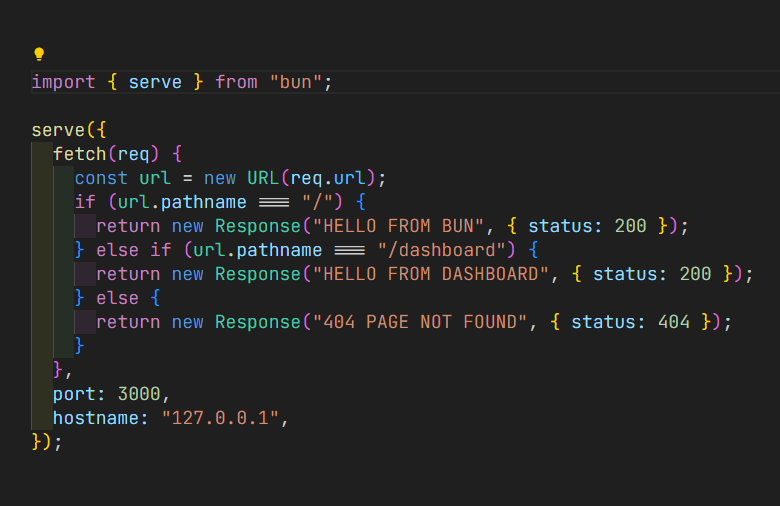 import { serve } from "bun";
serve({
fetch(req) {
const url = new URL(req.url);
if (url.pathname === "/") {
return new Response("HELLO FROM BUN", { status: 200 });
} else if (url.pathname === "/dashboard") {
return new Response("HELLO FROM DASHBOARD", { status: 200 });
} else {
return new Response("404 PAGE NOT FOUND", { status: 404 });
}
},
port: 3000,
hostname: "127.0.0.1",
});